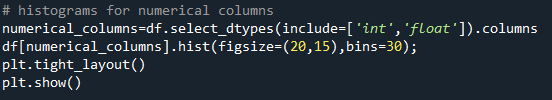 # histograms for numerical columns
numerical_columns=df.select_dtypes(include=['int','float']).columns
df[numerical_columns].hist(figsize=(20,15),bins=30);
plt.tight_layout()
plt.show()